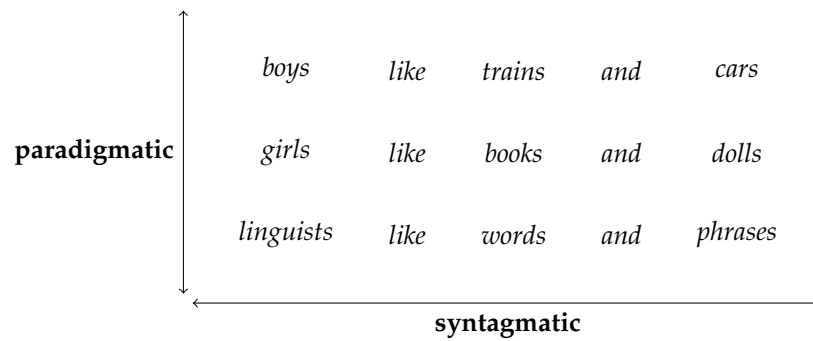 boys like trains and cars
paradigmatic girls like books and dolls
linguists like words and phrases
syntagmatic